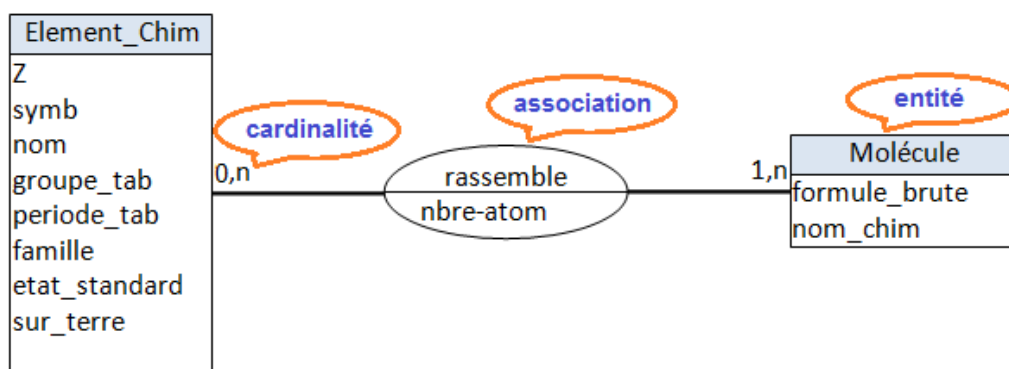 Element_Chim
Z
symb
nom
groupe_tab
periode_tab
famille
etat_standard
sur_terre
cardinalité
0,n
association
rassemble
nbre-atom
entité
1,n
Molécule
formule_brute
nom_chim